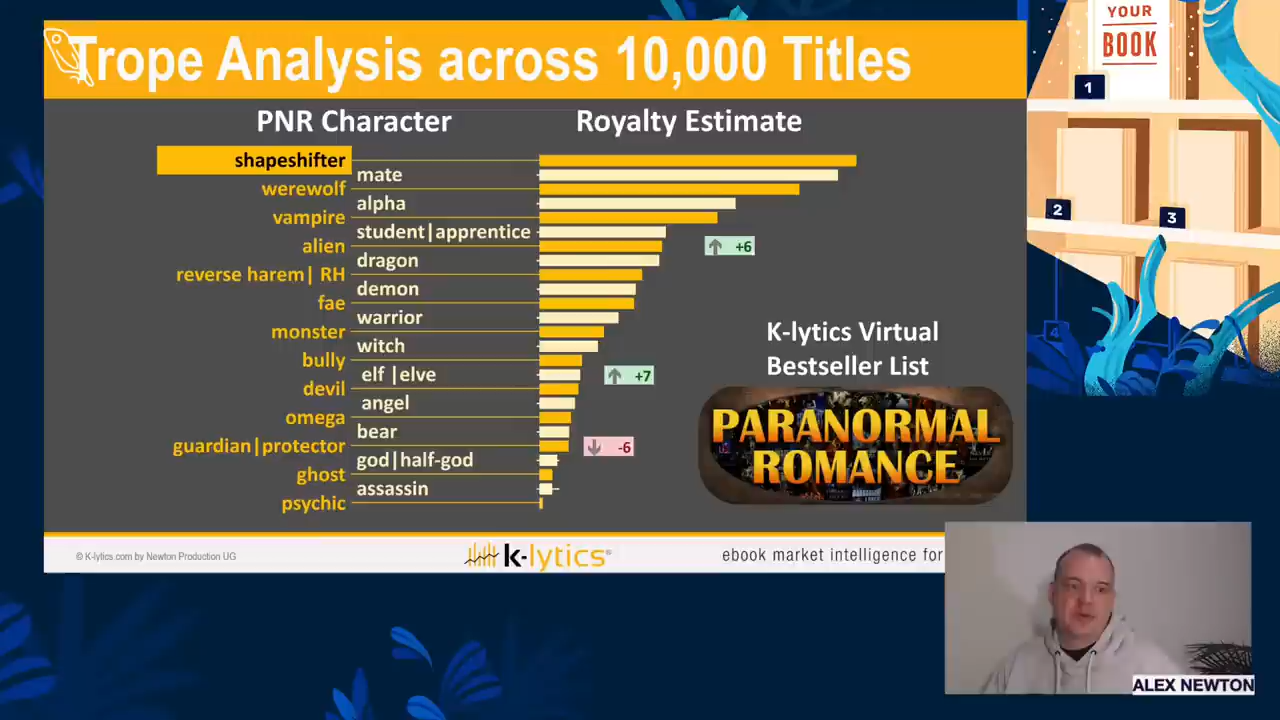 Trope Analysis across 10,000 Titles
YOUR
BOOK
1
2
3
4
PNR Character
Royalty Estimate
shapeshifter
mate
werewolf
alpha
vampire
student|apprentice
alien
+6
dragon
reverse harem| RH
demon
fae
warrior
monster
witch
bully
elf |elve
+7
devil
angel
omega
bear
guardian|protector
-6
god|half-god
ghost
assassin
psychic
K-lytics Virtual
Bestseller List
PARANORMAL
ROMANCE
© K-lytics.com by Newton Production UG
k-lytics®
ebook market intelligence for
ALEX NEWTON